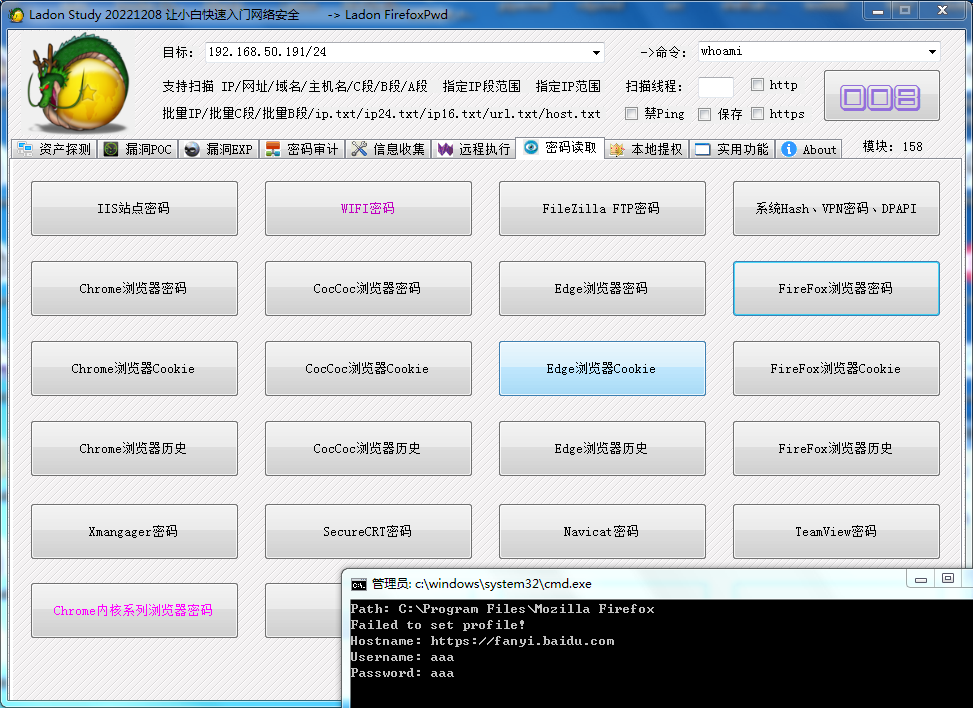 Ladon Study 20221208 让小白快速入门网络安全 -> Ladon FirefoxPwd
目标: 192.168.50.191/24 ->命令: whoami
支持扫描 IP/网址/域名/主机名/C段/B段/A段 指定IP段范围 指定IP范围 扫描线程: http
批量IP/批量C段/批量B段/ip.txt/ip24.txt/ip16.txt/url.txt/host.txt 禁Ping 保存 https
资产探测 漏洞POC 漏洞EXP 密码审计 信息收集 远程执行 密码读取 本地提权 实用功能 About 模块: 158
IIS站点密码 WIFI密码 FileZilla FTP密码 系统Hash、VPN密码、DPAPI
Chrome浏览器密码 CocCoc浏览器密码 Edge浏览器密码 FireFox浏览器密码
Chrome浏览器Cookie CocCoc浏览器Cookie Edge浏览器Cookie FireFox浏览器Cookie
Chrome浏览器历史 CocCoc浏览器历史 Edge浏览器历史 FireFox浏览器历史
Xmangager密码 SecureCRT密码 Navicat密码 TeamView密码
Chrome内核系列浏览器密码
管理员: c:\windows\system32\cmd.exe
Path: C:\Program Files\Mozilla Firefox
Failed to set profile!
Hostname: https://fanyi.baidu.com
Username: aaa
Password: aaa